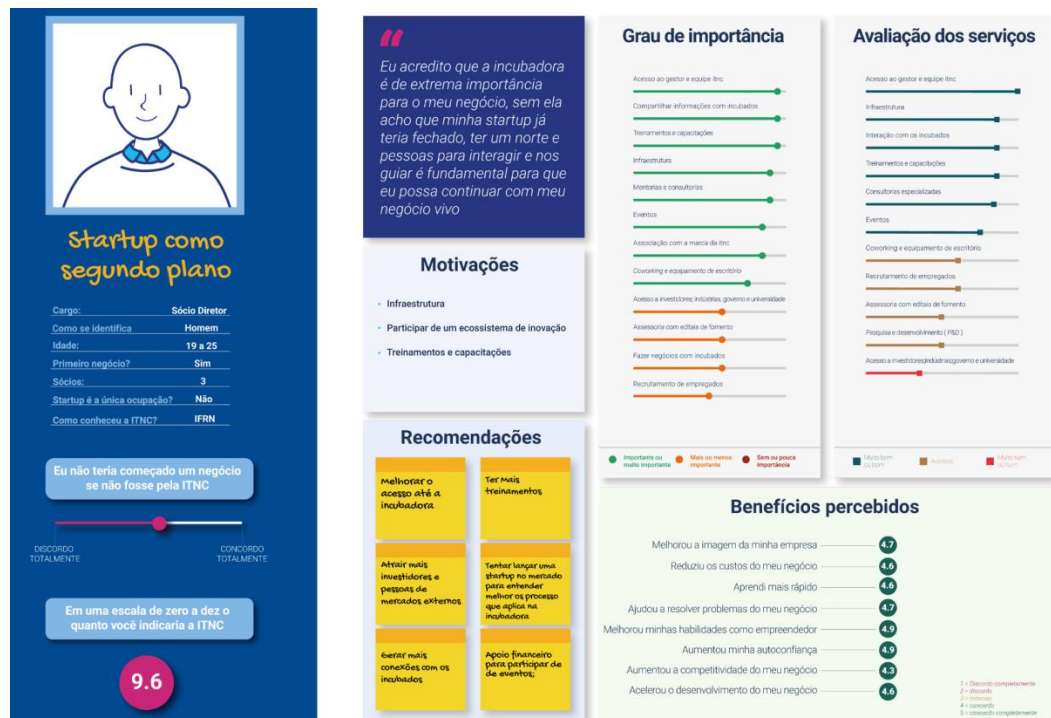 Startup como
segundo plano
Cargo: Sócio Diretor
Como se identifica Homem
Idade: 19 a 25
Primeiro negócio? Sim
Sócios: 3
Startup é a única ocupação? Não
Como conheceu a ITNC? IFRN
Eu não teria começado um negócio
se não fosse pela ITNC
DISCORDO
TOTALMENTE
CONCORDO
TOTALMENTE
Em uma escala de zero a dez o
quanto você indicaria a ITNC
9.6
Eu acredito que a incubadora
é de extrema importância
para o meu negócio, sem ela
acho que minha startup já
teria fechado, ter um norte e
pessoas para interagir e nos
guiar é fundamental para que
eu possa continuar com meu
negócio vivo
Motivações
• Infraestrutura
• Participar de um ecossistema de inovação
• Treinamentos e capacitações
Recomendações
Melhorar o
acesso até a
incubadora
Ter Mais
treinamentos
Atrair mais
investidores e
pessoas de
mercados externos
Tentar lançar uma
startup no mercado
para entender
melhor os processo
que aplica na
incubadora
Gerar mais
conexões com os
incubados
Apoio financeiro
para participar de
de eventos;
Grau de importância
Acesso ao gestor e equipe itnc
Compartilhar informações com incubados
Treinamentos e capacitações
Infraestrutura
Mentorias e consultorias
Eventos
Associação com a marca da itnc
Coworking e equipamento de escritório
Acesso a investidores, indústrias, governo e universidade
Assessoria com editais de fomento
Fazer negócios com incubados
Recrutamento de empregados
Importante ou
muito importante
Mais ou menos
importante
Sem ou pouca
importância
Avaliação dos serviços
Acesso ao gestor e equipe itnc
Infraestrutura
Interação com os incubados
Treinamentos e capacitações
Consultorias especializadas
Eventos
Coworking e equipamento de escritório
Recrutamento de empregados
Assessoria com editais de fomento
Pesquisa e desenvolvimento ( P&D )
Acesso a investidores,indústrias,governo e universidade
Muito bom
ou bom
Muito ruim
ou ruim
Benefícios percebidos
Melhorou a imagem da minha empresa 4.7
Reduziu os custos do meu negócio 4.6
Aprendi mais rápido 4.6
Ajudou a resolver problemas do meu negócio 4.7
Melhorou minhas habilidades como empreendedor 4.9
Aumentou minha autoconfiança 4.9
Aumentou a competitividade do meu negócio 4.3
Acelerou o desenvolvimento do meu negócio 4.6
1 = Discordo completamente
2 = discordo
3 = indeciso
4 = concordo
5 = concordo completamente